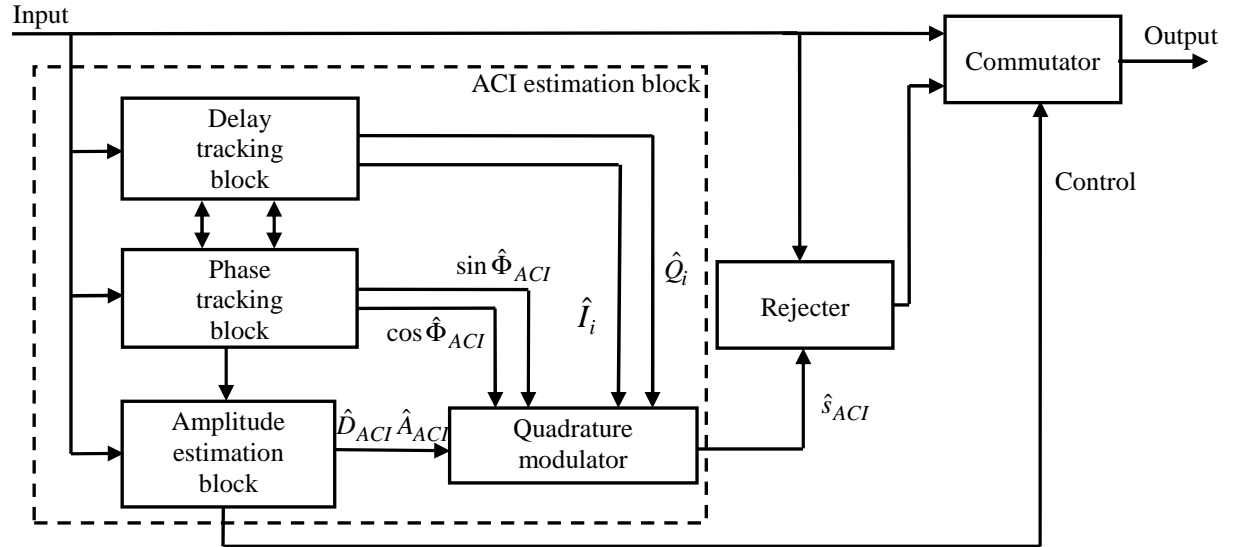 Input
Output
Commutator
ACI estimation block
Delay
tracking
block
Control
Phase
tracking
block
sin Φ̂_ACI
cos Φ̂_ACI
Î_i
Q̂_i
Rejecter
Amplitude
estimation
block
D̂_ACI Â_ACI
Quadrature
modulator
ŝ_ACI